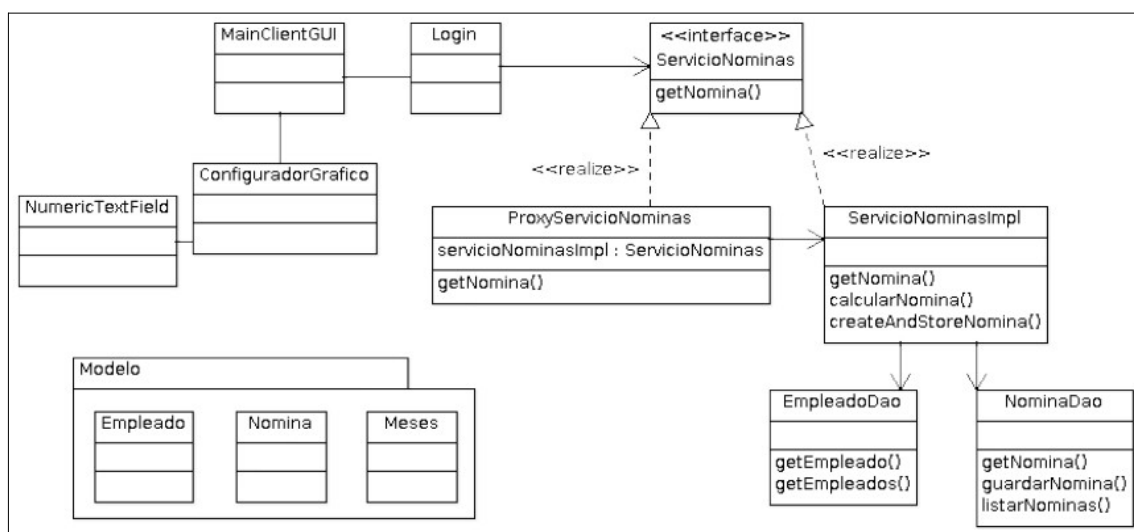 MainClientGUI
Login
<<interface>>
ServicioNominas
getNomina()
<<realize>>
<<realize>>
ConfiguradorGrafico
NumericTextField
ProxyServicioNominas
servicioNominasImpl : ServicioNominas
getNomina()
ServicioNominasImpl
getNomina()
calcularNomina()
createAndStoreNomina()
Modelo
Empleado
Nomina
Meses
EmpleadoDao
getEmpleado()
getEmpleados()
NominaDao
getNomina()
guardarNomina()
listarNominas()